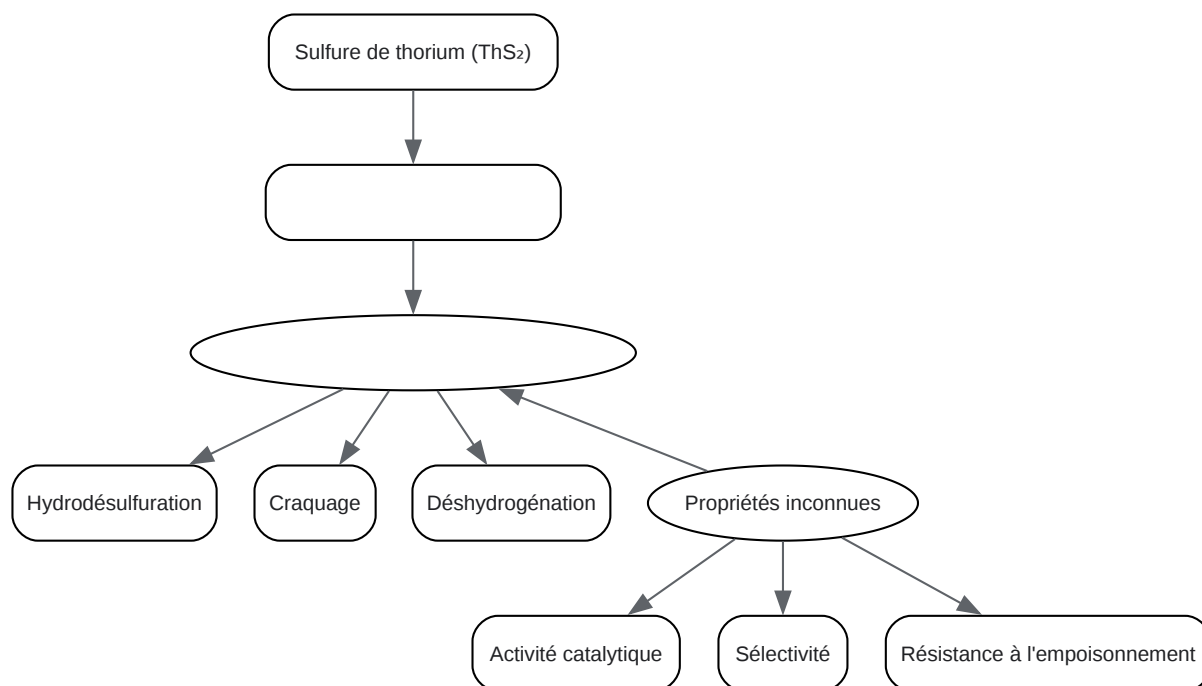 Sulfure de thorium (ThS₂)
Hydrodésulfuration
Craquage
Déshydrogénation
Propriétés inconnues
Activité catalytique
Sélectivité
Résistance à l'empoisonnement